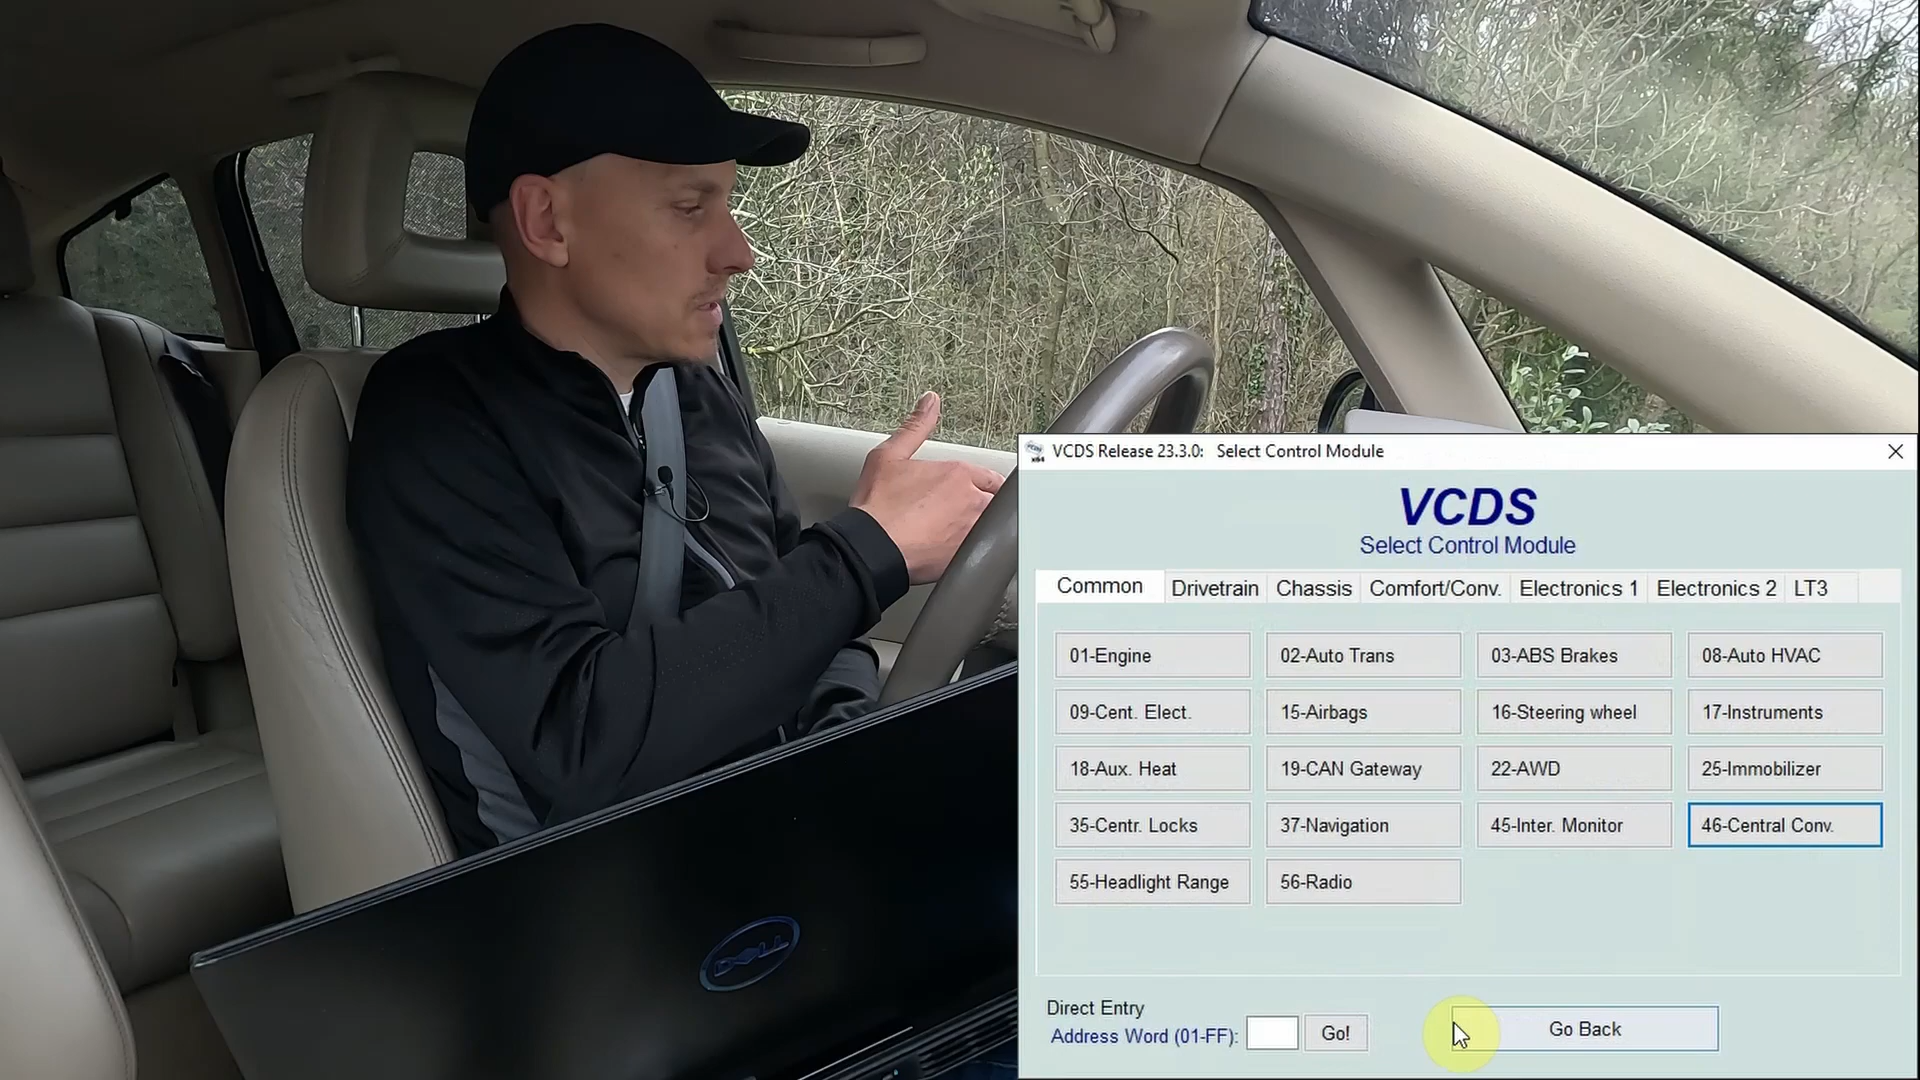 VCDS Release 23.3.0: Select Control Module
VCDS
Select Control Module
Common Drivetrain Chassis Comfort/Conv. Electronics 1 Electronics 2 LT3
01-Engine 02-Auto Trans 03-ABS Brakes 08-Auto HVAC
09-Cent. Elect. 15-Airbags 16-Steering wheel 17-Instruments
18-Aux. Heat 19-CAN Gateway 22-AWD 25-Immobilizer
35-Centr. Locks 37-Navigation 45-Inter. Monitor 46-Central Conv.
55-Headlight Range 56-Radio
Direct Entry
Address Word (01-FF): Go! Go Back
DELL